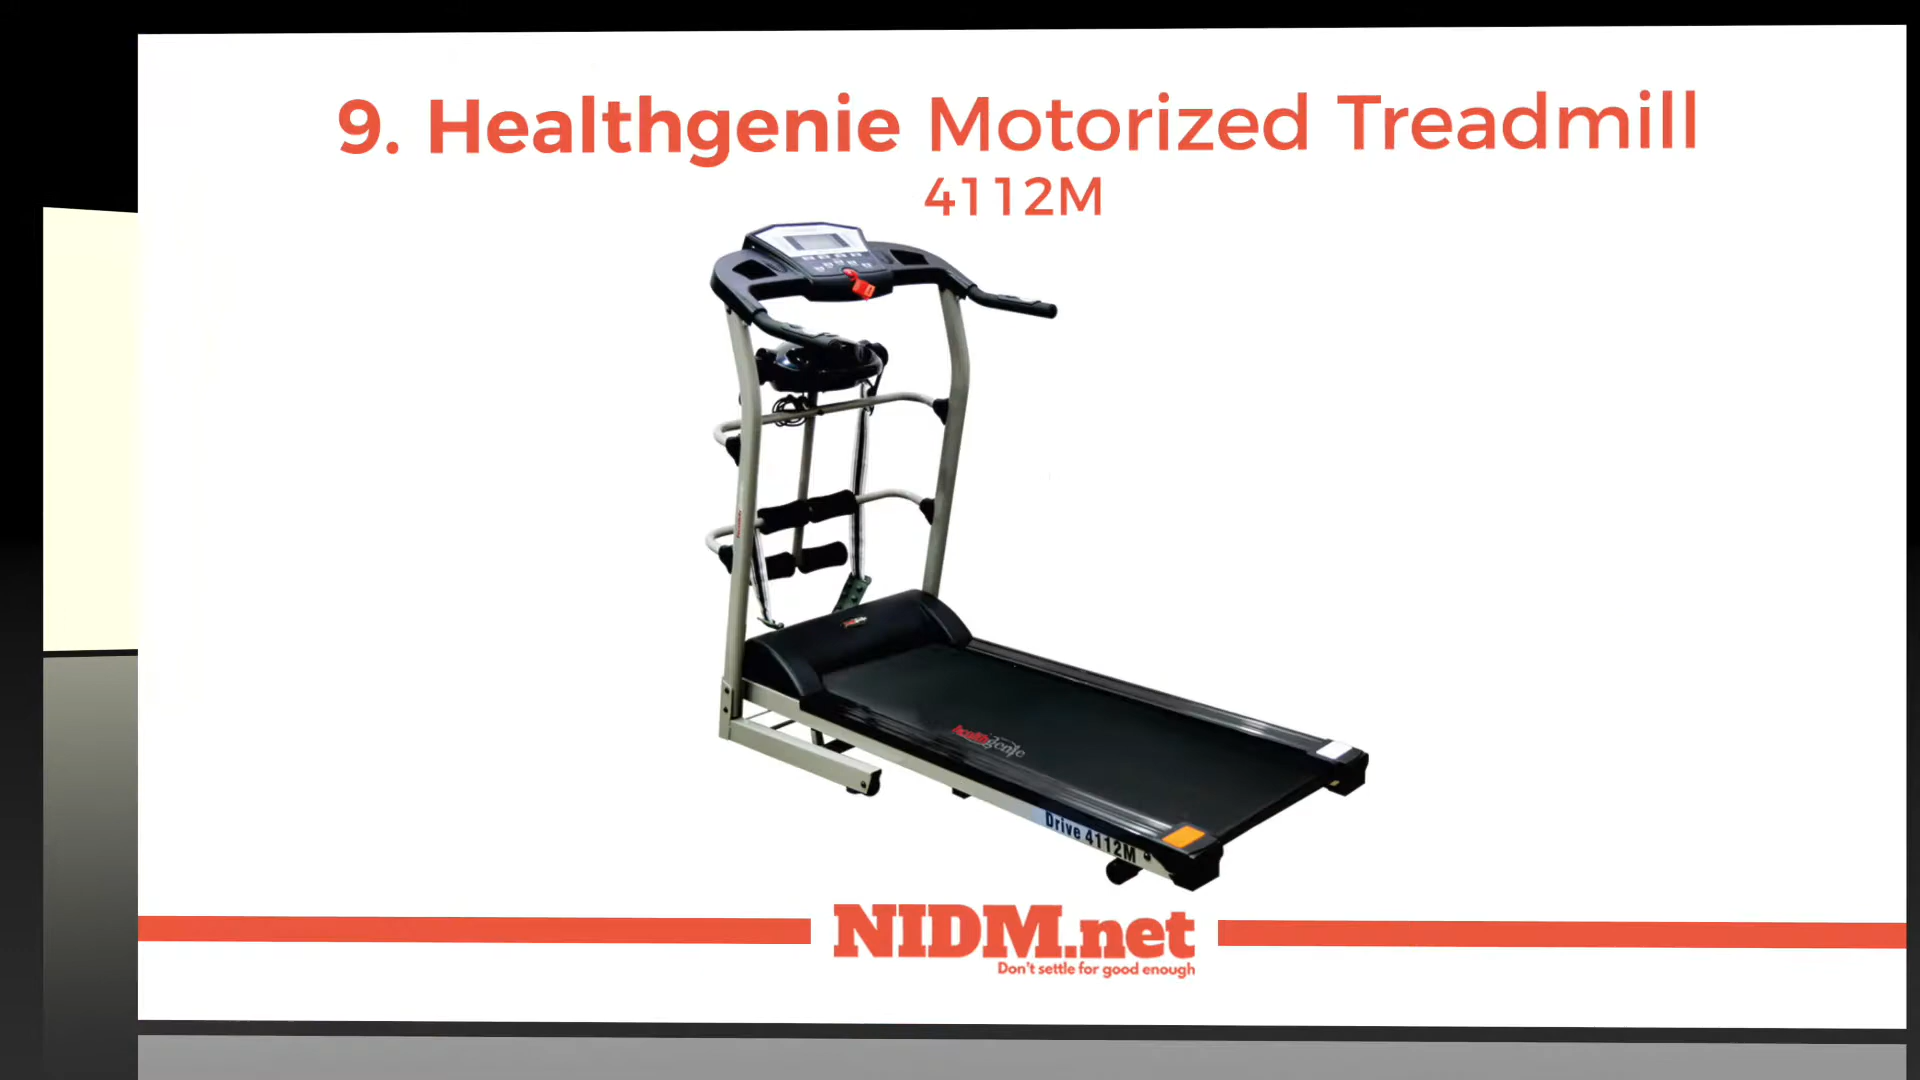 9. Healthgenie Motorized Treadmill
4112M
healthgenie
Drive 4112M
NIDM.net
Don't settle for good enough